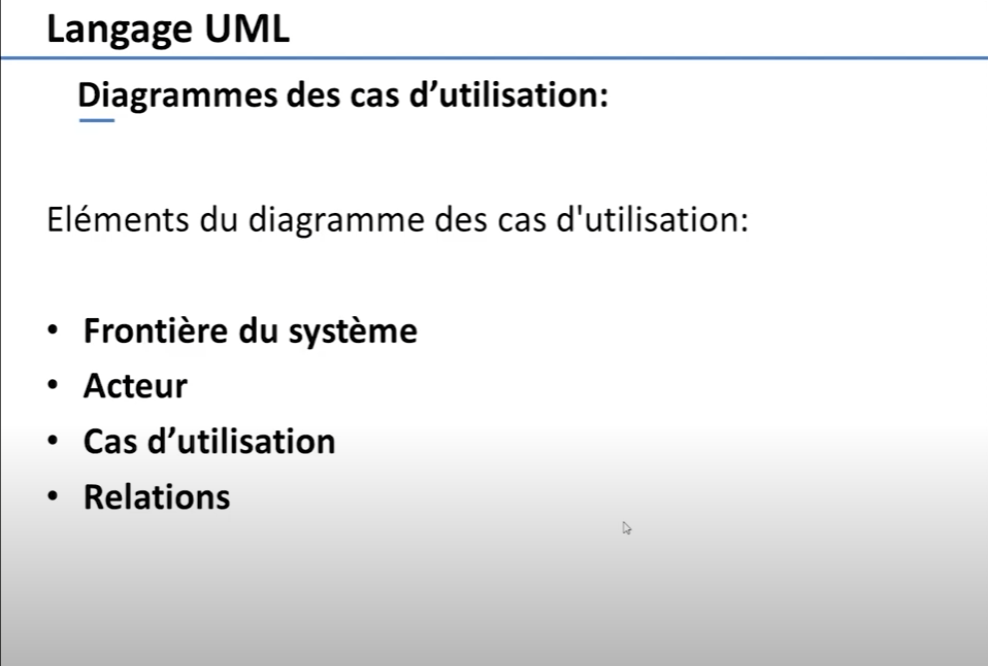 Langage UML
Diagrammes des cas d’utilisation:
Eléments du diagramme des cas d'utilisation:
• Frontière du système
• Acteur
• Cas d’utilisation
• Relations